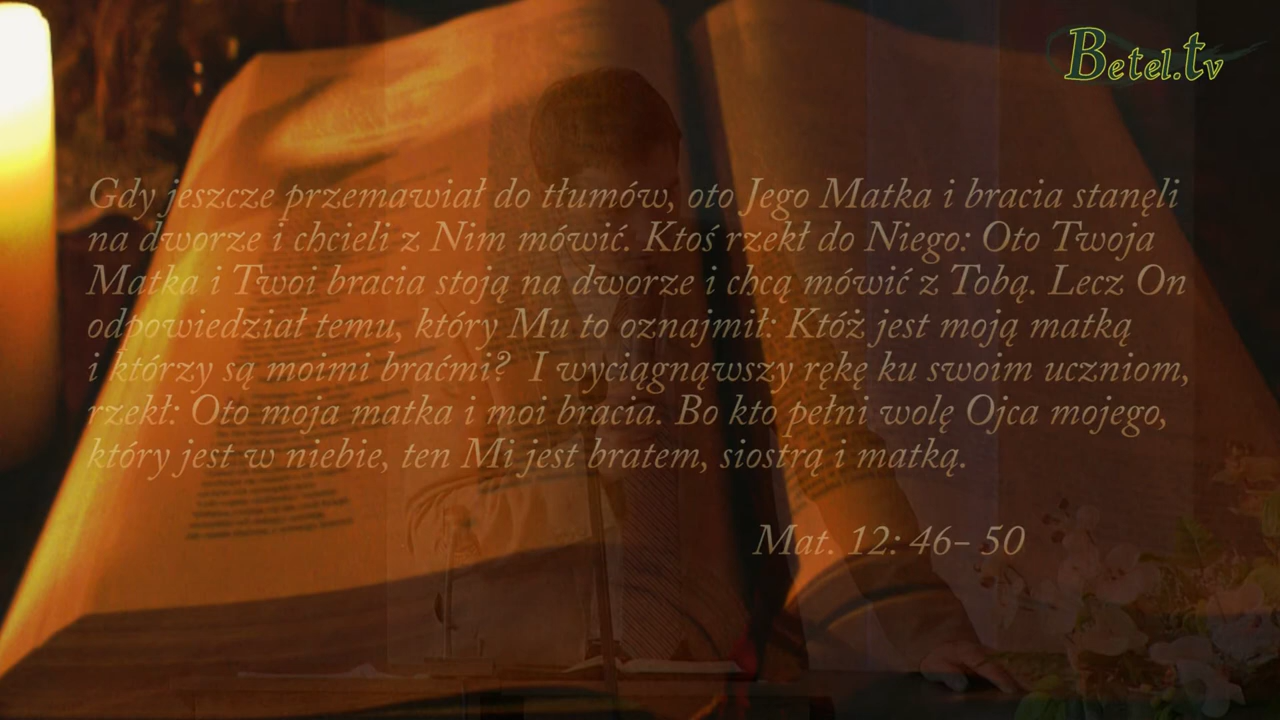 Betel.tv
Gdy jeszcze przemawiał do tłumów, oto Jego Matka i bracia stanęli
na dworze i chcieli z Nim mówić. Ktoś rzekł do Niego: Oto Twoja
Matka i Twoi bracia stoją na dworze i chcą mówić z Tobą. Lecz On
odpowiedział temu, który Mu to oznajmił: Któż jest moją matką
i którzy są moimi braćmi? I wyciągnąwszy rękę ku swoim uczniom,
rzekł: Oto moja matka i moi bracia. Bo kto pełni wolę Ojca mojego,
który jest w niebie, ten Mi jest bratem, siostrą i matką.
Mat. 12: 46- 50